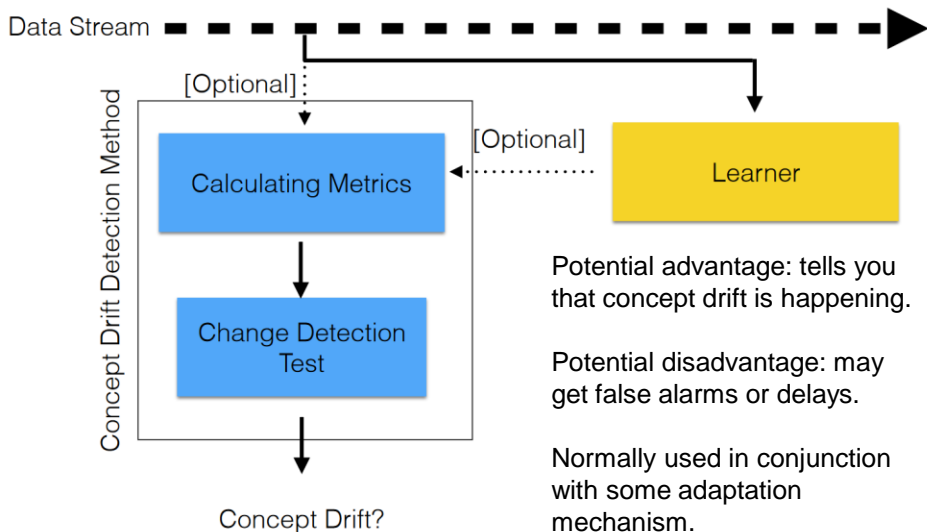 Data Stream
[Optional]
Concept Drift Detection Method
[Optional]
Calculating Metrics
Learner
Change Detection
Test
Concept Drift?
Potential advantage: tells you
that concept drift is happening.
Potential disadvantage: may
get false alarms or delays.
Normally used in conjunction
with some adaptation
mechanism.